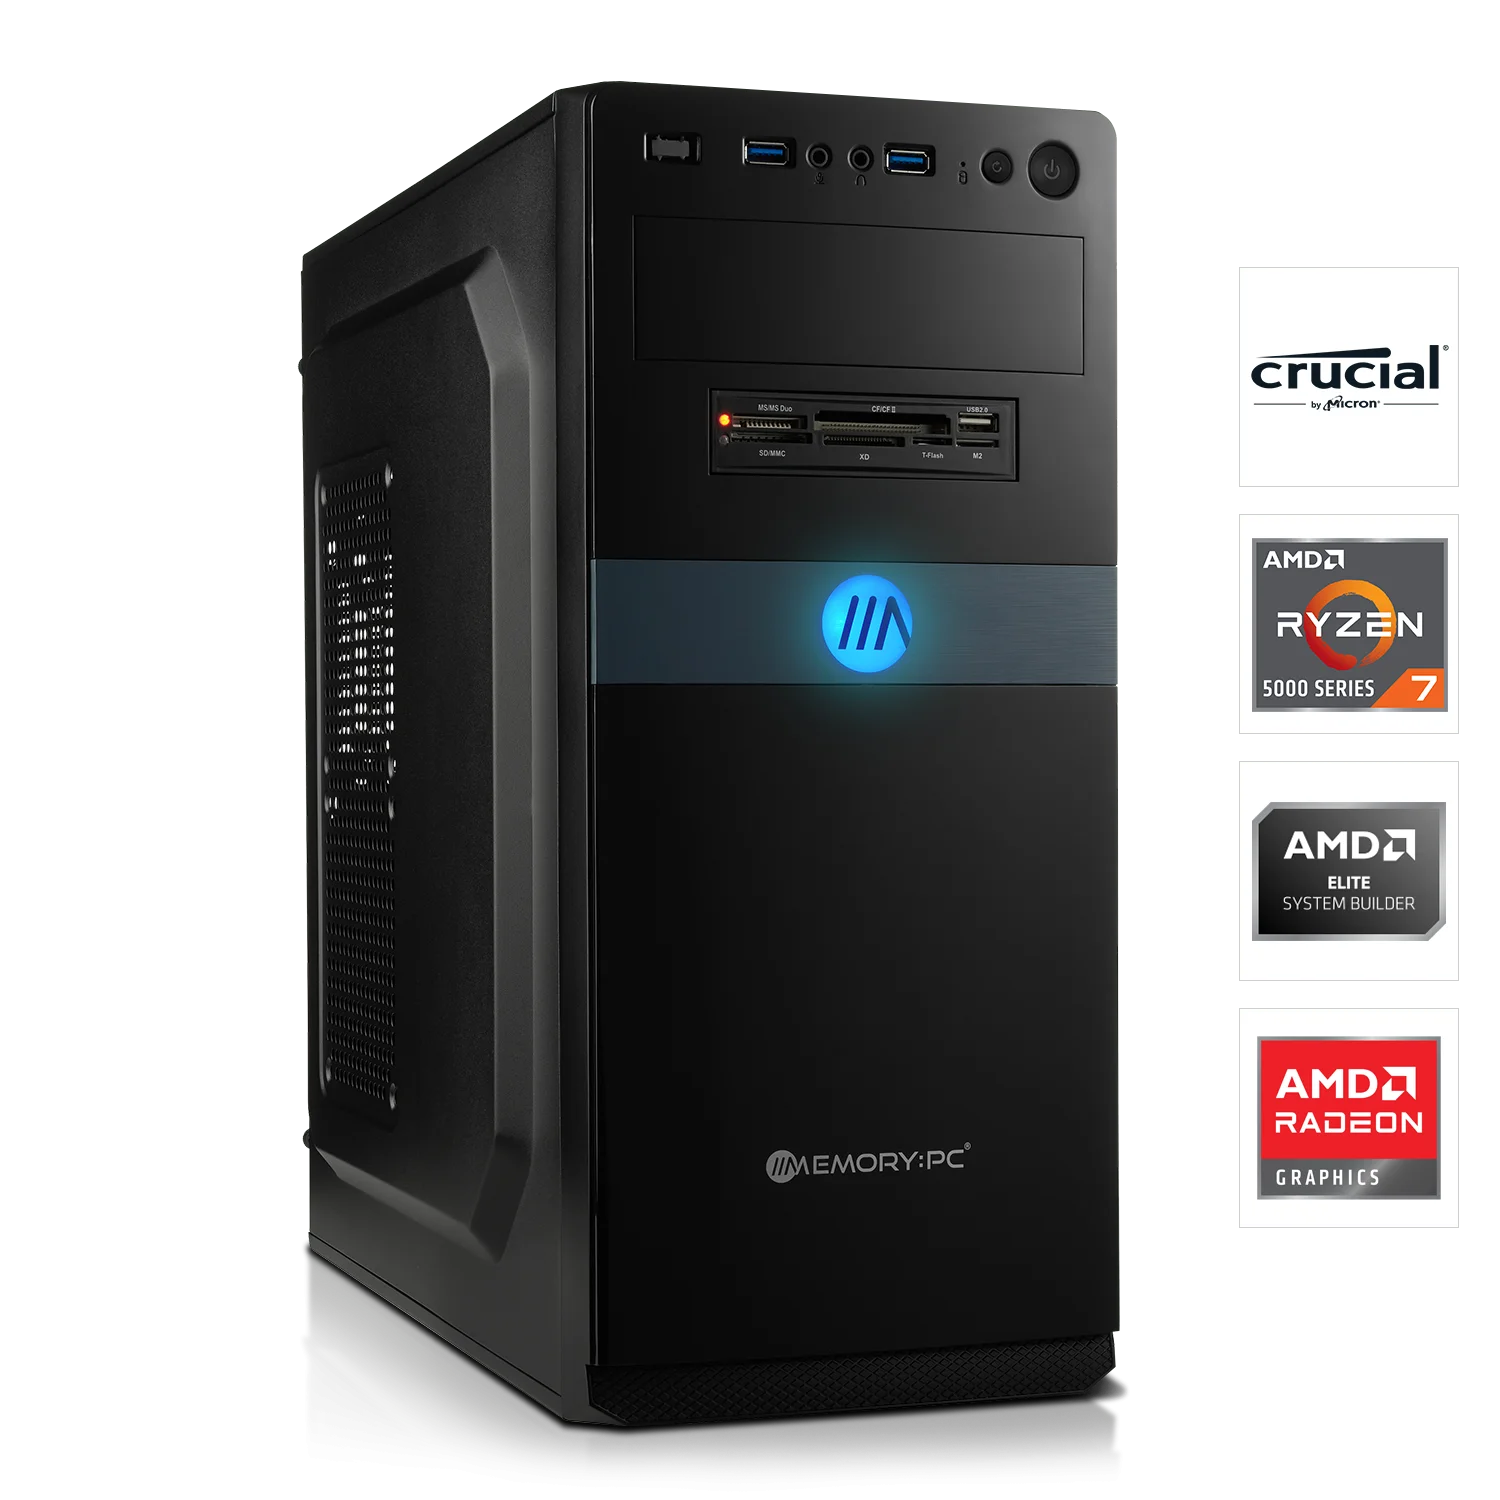 MS/MS Duo
CF/CF II
USB2.0
SD/MMC
XD
T-Flash
M2
MEMORY:PC®
crucial®
by Micron®
AMD
RYZEN
5000 SERIES 7
AMD
ELITE
SYSTEM BUILDER
AMD
RADEON
GRAPHICS